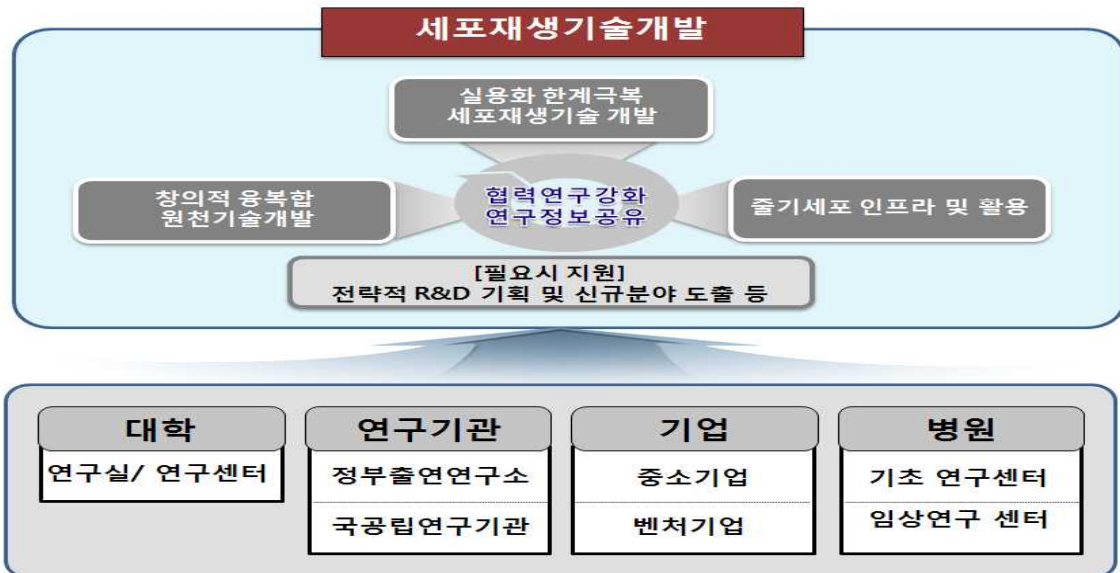 세포재생기술개발
실용화 한계극복
세포재생기술 개발
창의적 융복합
원천기술개발
협력연구강화
연구정보공유
줄기세포 인프라 및 활용
[필요시 지원]
전략적 R&D 기획 및 신규분야 도출 등
대학
연구실/ 연구센터
연구기관
정부출연연구소
국공립연구기관
기업
중소기업
벤처기업
병원
기초 연구센터
임상연구 센터